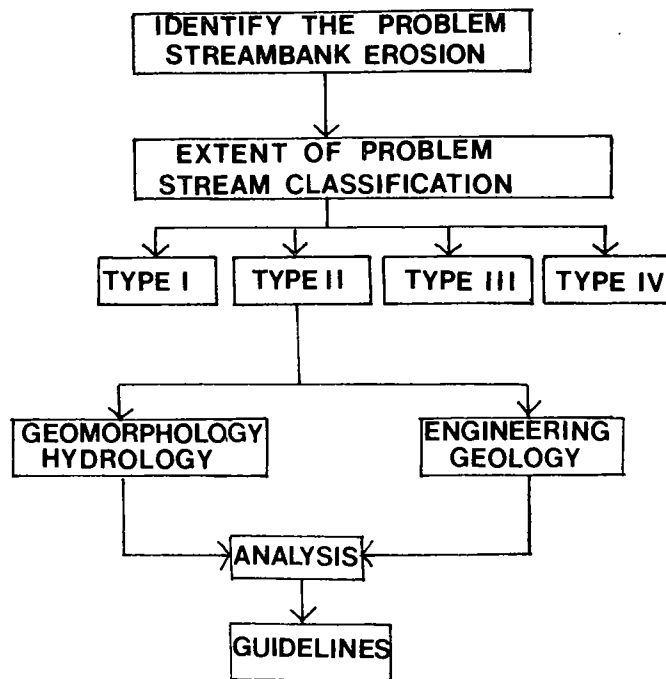 IDENTIFY THE PROBLEM
STREAMBANK EROSION
EXTENT OF PROBLEM
STREAM CLASSIFICATION
TYPE I
TYPE II
TYPE III
TYPE IV
GEOMORPHOLOGY
HYDROLOGY
ENGINEERING
GEOLOGY
ANALYSIS
GUIDELINES